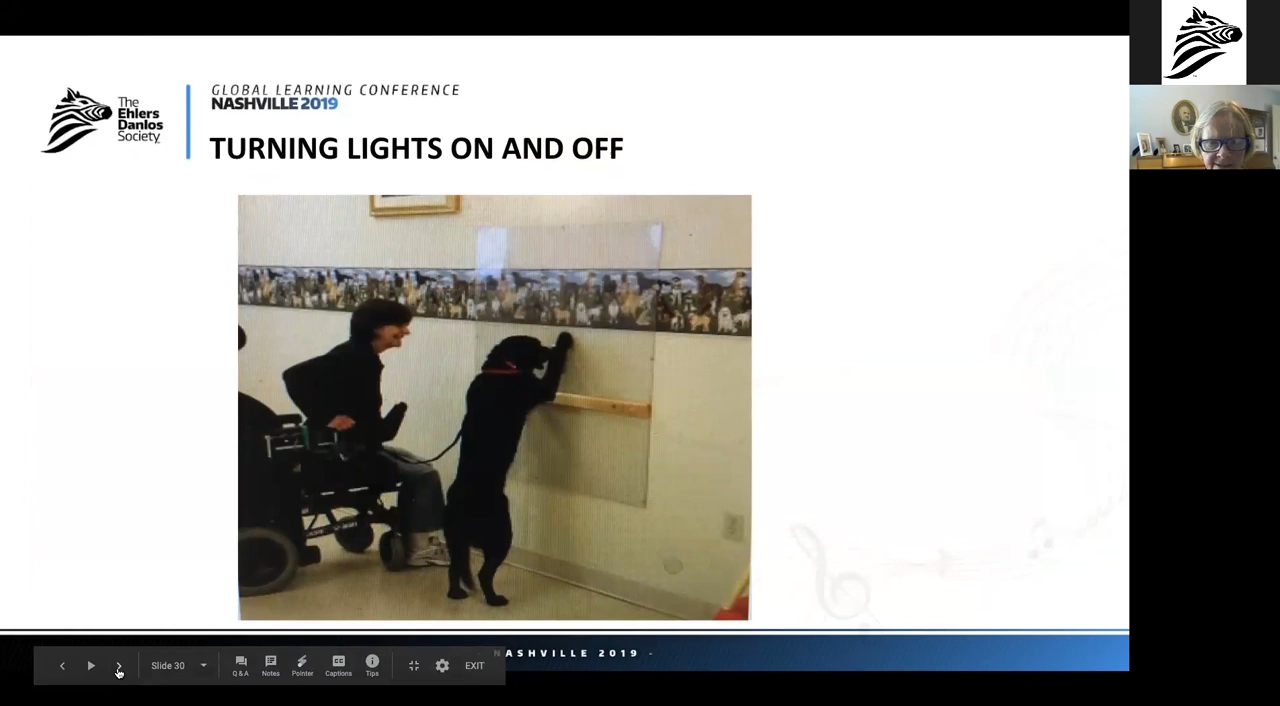 The
Ehlers
Danlos
Society
GLOBAL LEARNING CONFERENCE
NASHVILLE 2019
TURNING LIGHTS ON AND OFF
NASHVILLE 2019 -
Slide 30
Q & A
Notes
Pointer
Captions
Tips
EXIT